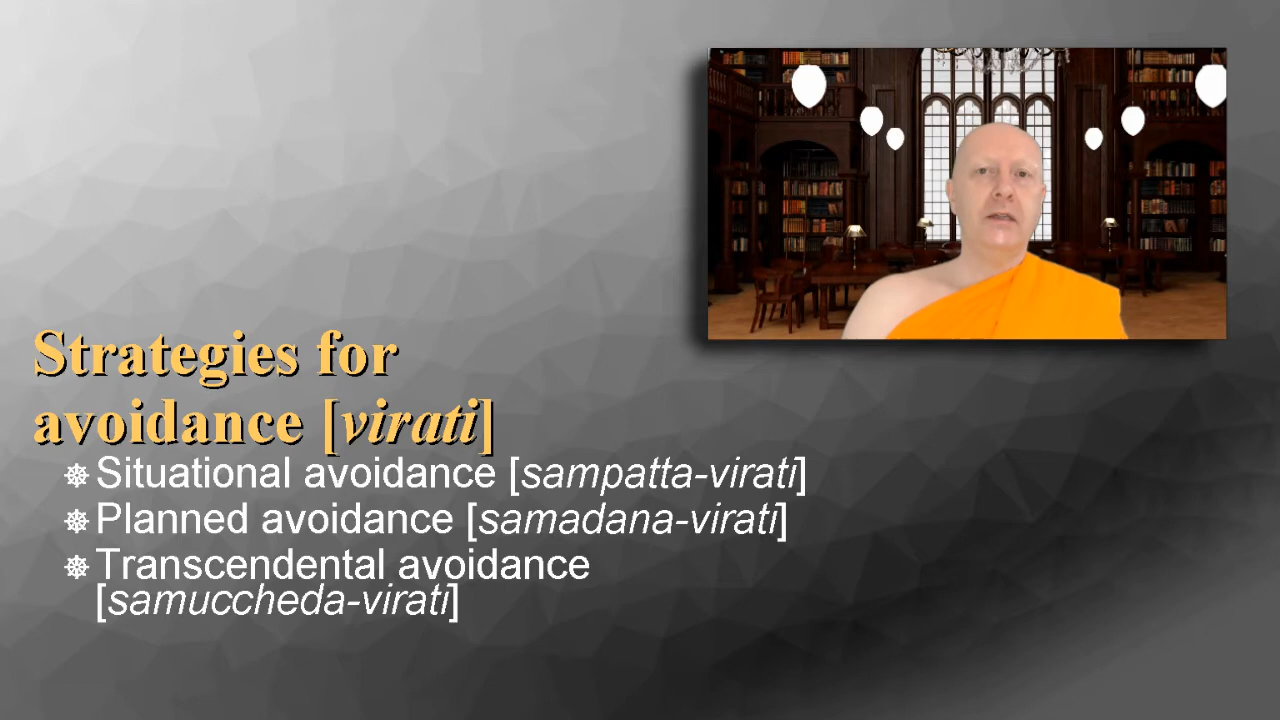 Strategies for
avoidance [virati]
Situational avoidance [sampatta-virati]
Planned avoidance [samadana-virati]
Transcendental avoidance
[samuccheda-virati]